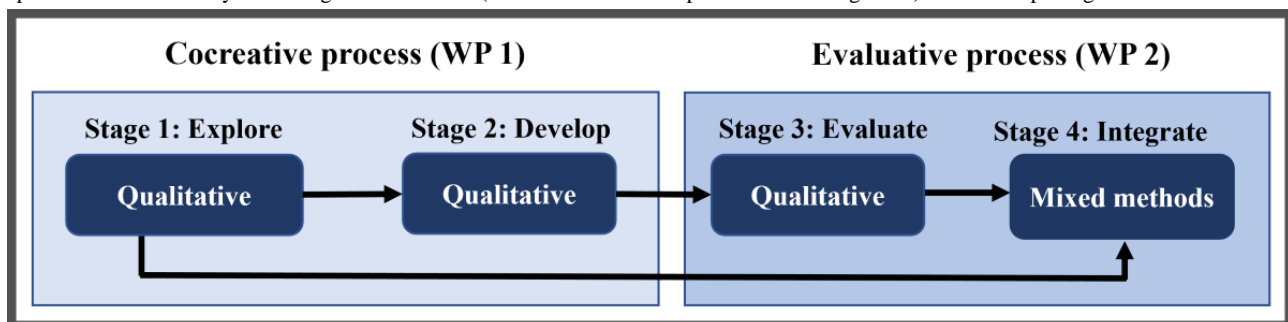 Cocreative process (WP 1)
Evaluative process (WP 2)
Stage 1: Explore
Stage 2: Develop
Stage 3: Evaluate
Stage 4: Integrate
Qualitative
Qualitative
Qualitative
Mixed methods